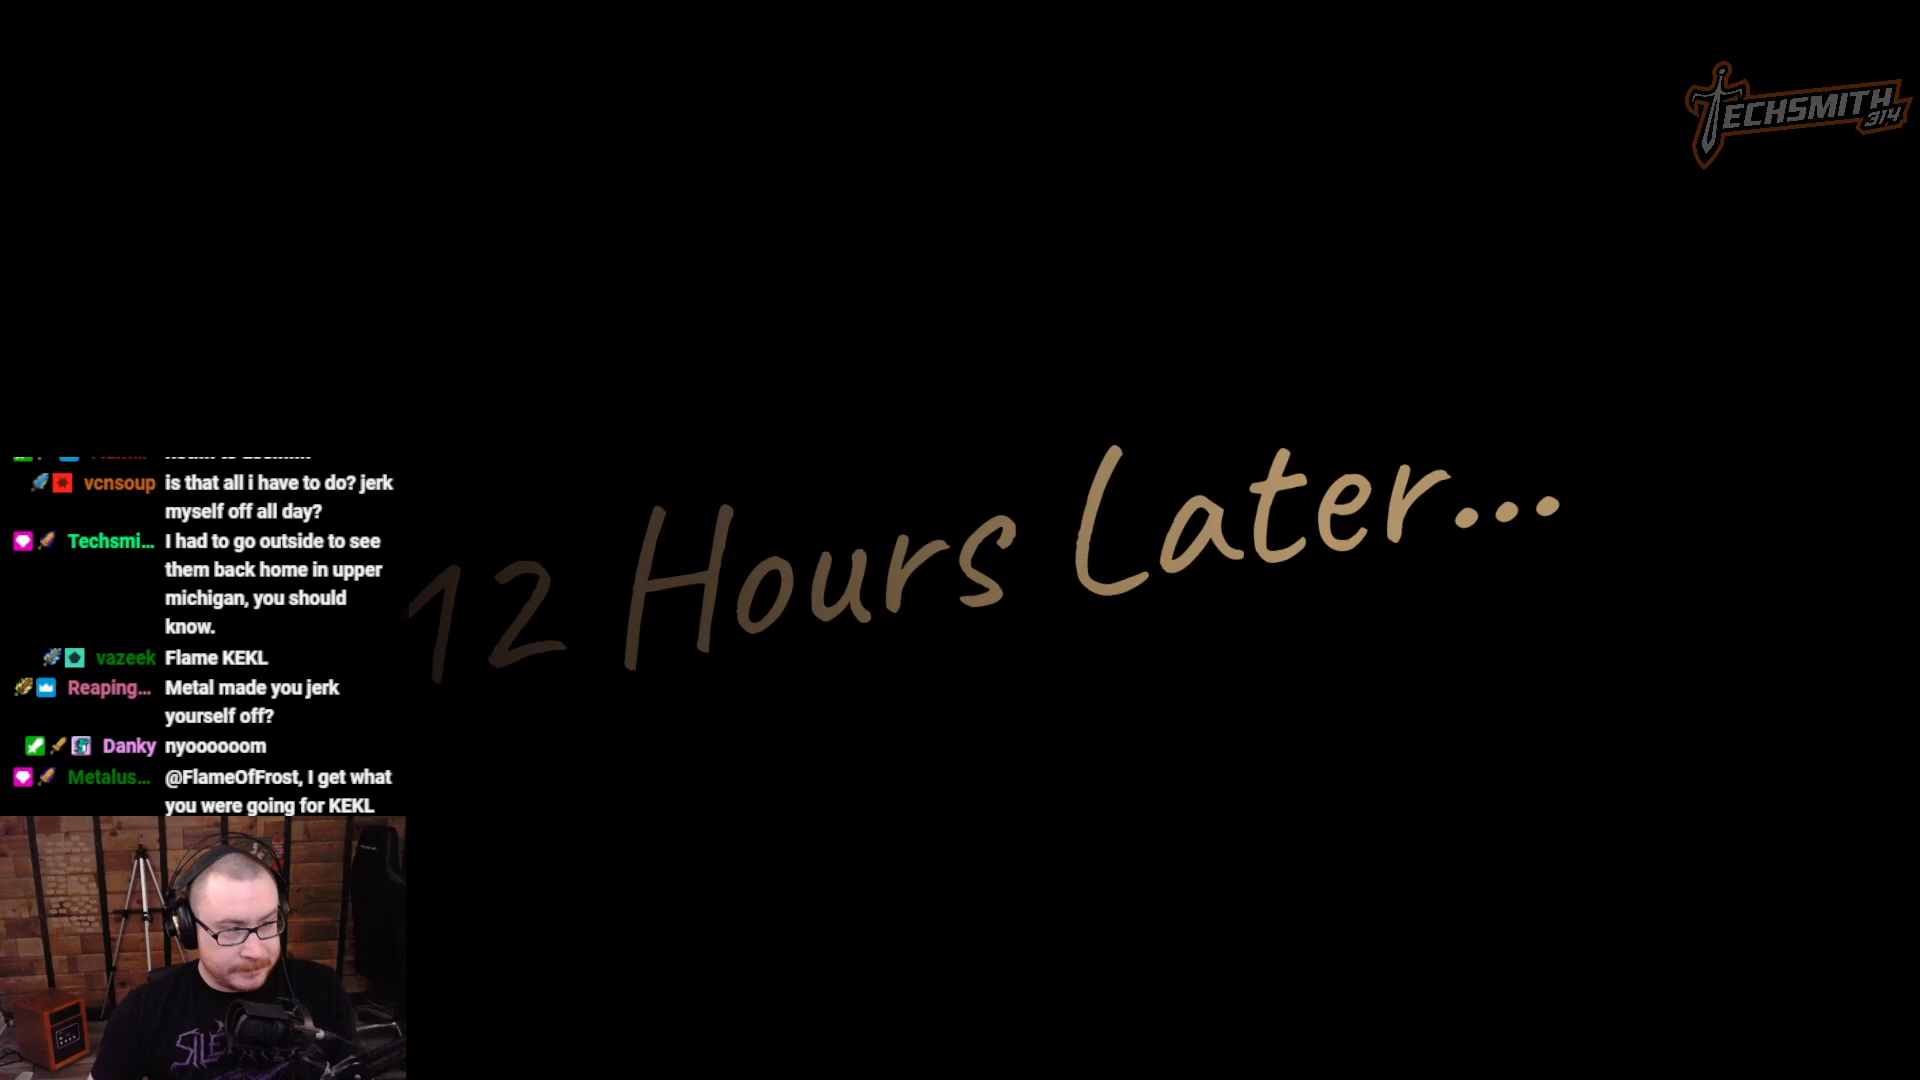 TECHSMITH
314
vcnsoup is that all i have to do? jerk
myself off all day?
Techsmi... I had to go outside to see
them back home in upper
michigan, you should
know.
vazeek Flame KEKL
Reaping... Metal made you jerk
yourself off?
Danky nyoooooom
Metalus... @FlameOfFrost, I get what
you were going for KEKL
12 Hours Later...